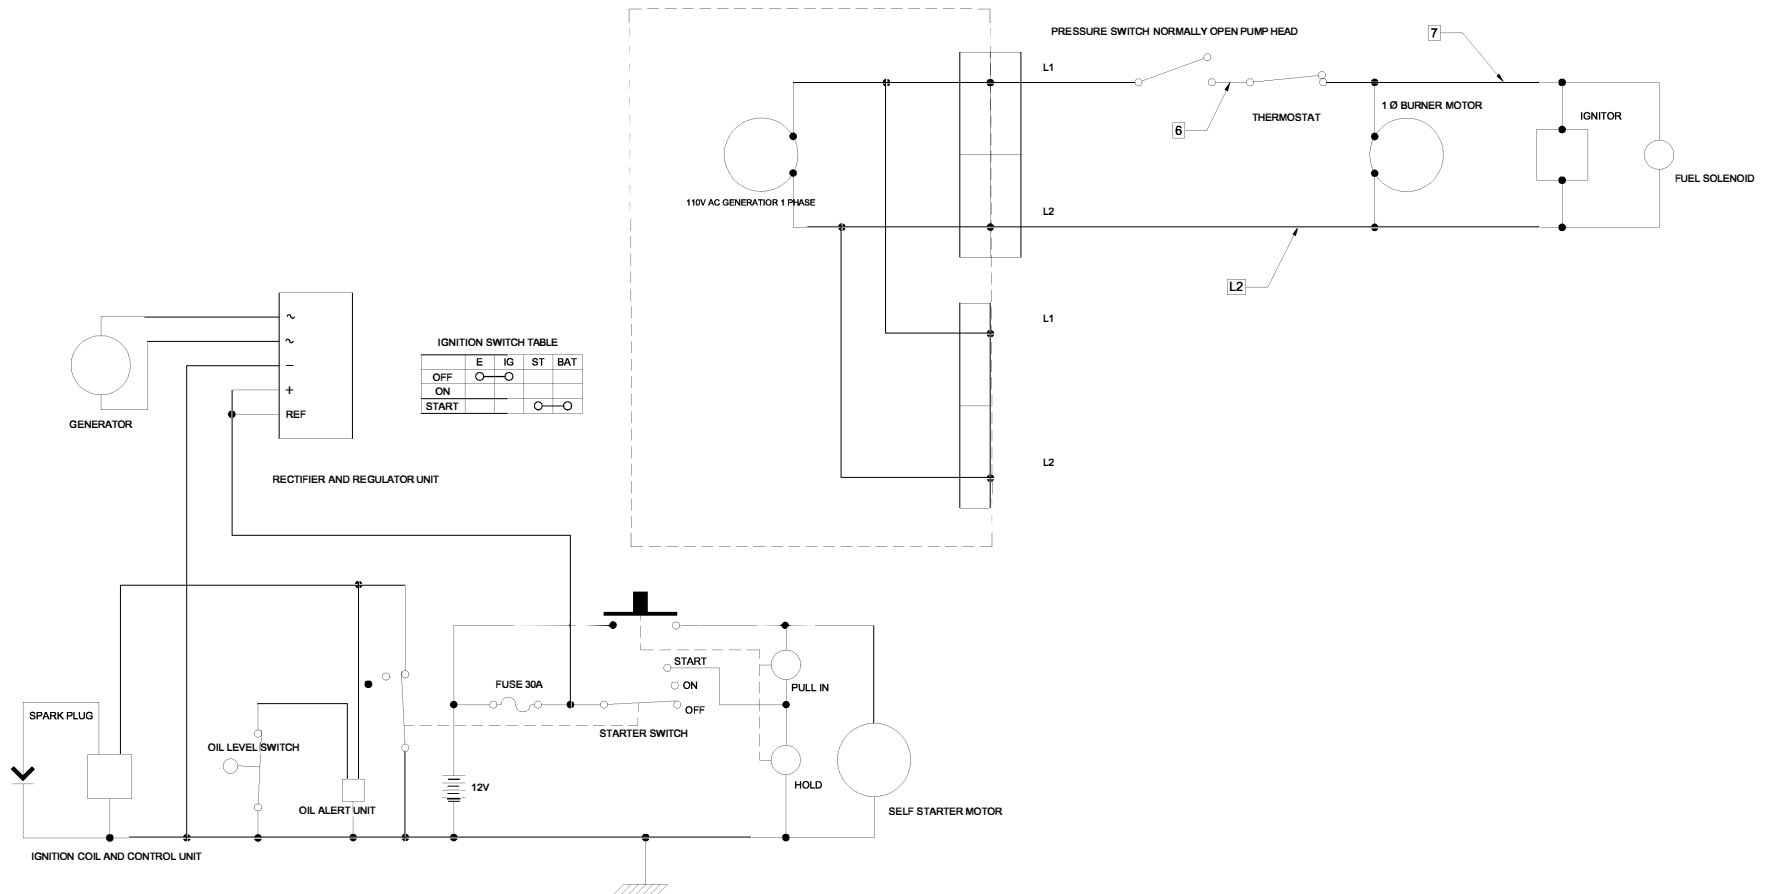 PRESSURE SWITCH NORMALLY OPEN PUMP HEAD
7
L1
1 Ø BURNER MOTOR
IGNITOR
THERMOSTAT
6
FUEL SOLENOID
110V AC GENERATIOR 1 PHASE
L2
L2
L1
L2
~
~
−
+
REF
GENERATOR
RECTIFIER AND REGULATOR UNIT
IGNITION SWITCH TABLE
E IG ST BAT
OFF
ON
START
START
ON
OFF
FUSE 30A
STARTER SWITCH
PULL IN
HOLD
SELF STARTER MOTOR
SPARK PLUG
OIL LEVEL SWITCH
12V
OIL ALERT UNIT
IGNITION COIL AND CONTROL UNIT